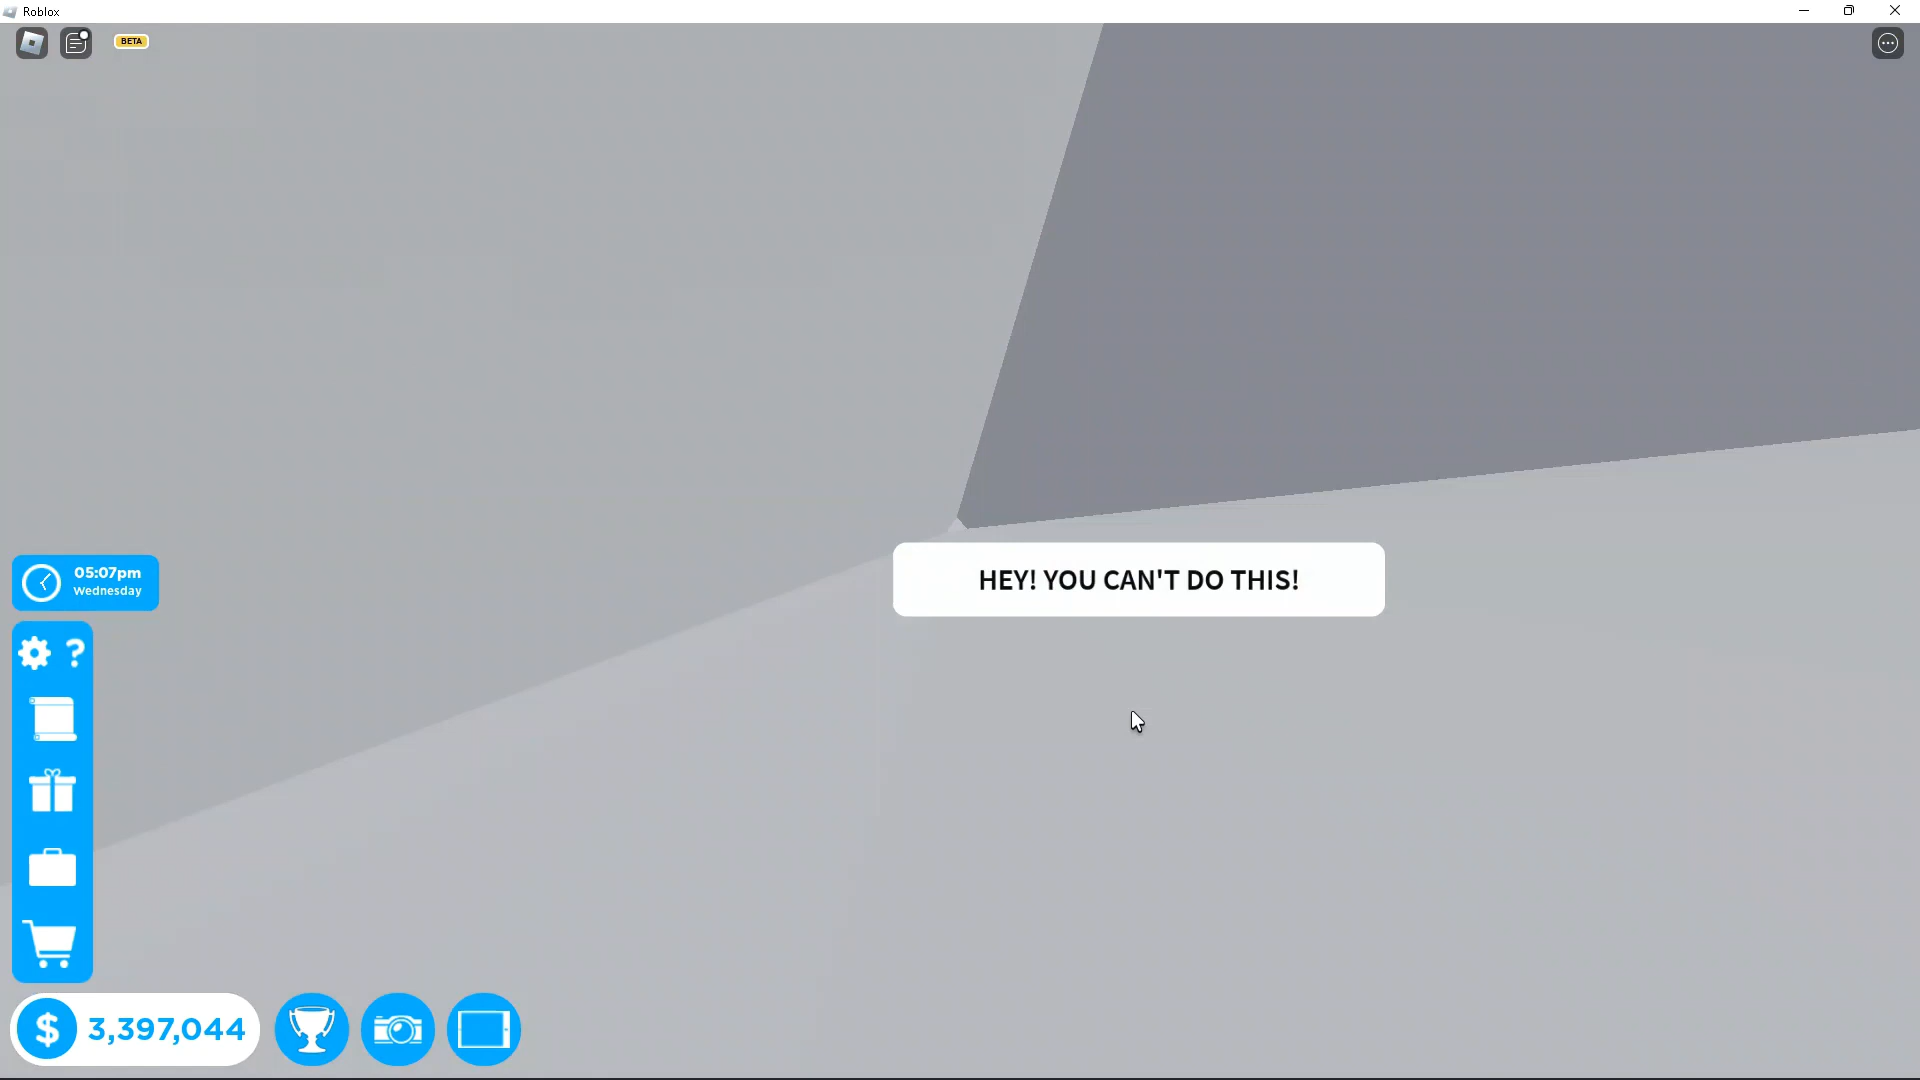 Roblox
BETA
05:07pm
Wednesday
HEY! YOU CAN'T DO THIS!
?
$ 3,397,044